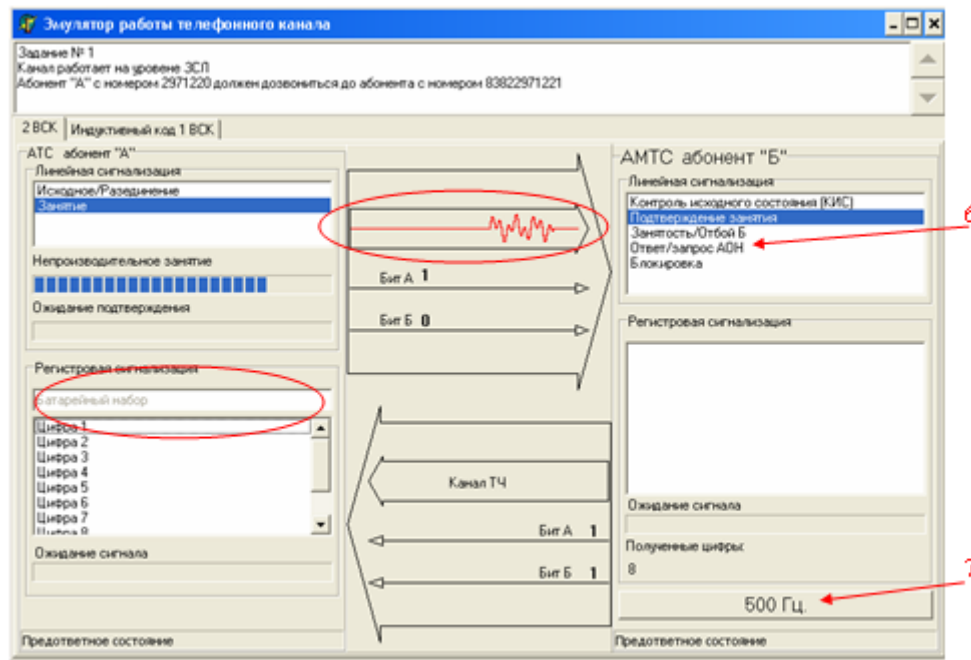 Эмулятор работы телефонного канала
Задание № 1
Канал работает на уровене ЗСЛ
Абонент "А" с номером 2971220 должен дозвониться до абонента с номером 83822971221
2 ВСК
Индуктивный код 1 ВСК
АТС абонент "А"
Линейная сигнализация
Исходное/Разединение
Занятие
Непроизводительное занятие
Ожидание подтверждения
Регистровая сигнализация
Батарейный набор
Цифра 1
Цифра 2
Цифра 3
Цифра 4
Цифра 5
Цифра 6
Цифра 7
Цифра 8
Ожидание сигнала
Предответное состояние
Бит А 1
Бит Б 0
Канал ТЧ
Бит А 1
Бит Б 1
АМТС абонент "Б"
Линейная сигнализация
Контроль исходного состояния (КИС)
Подтверждение занятия
Занятость/Отбой Б
Ответ/запрос АОН
Блокировка
6
Регистровая сигнализация
Ожидание сигнала
Полученные цифры:
8
7
500 Гц.
Предответное состояние